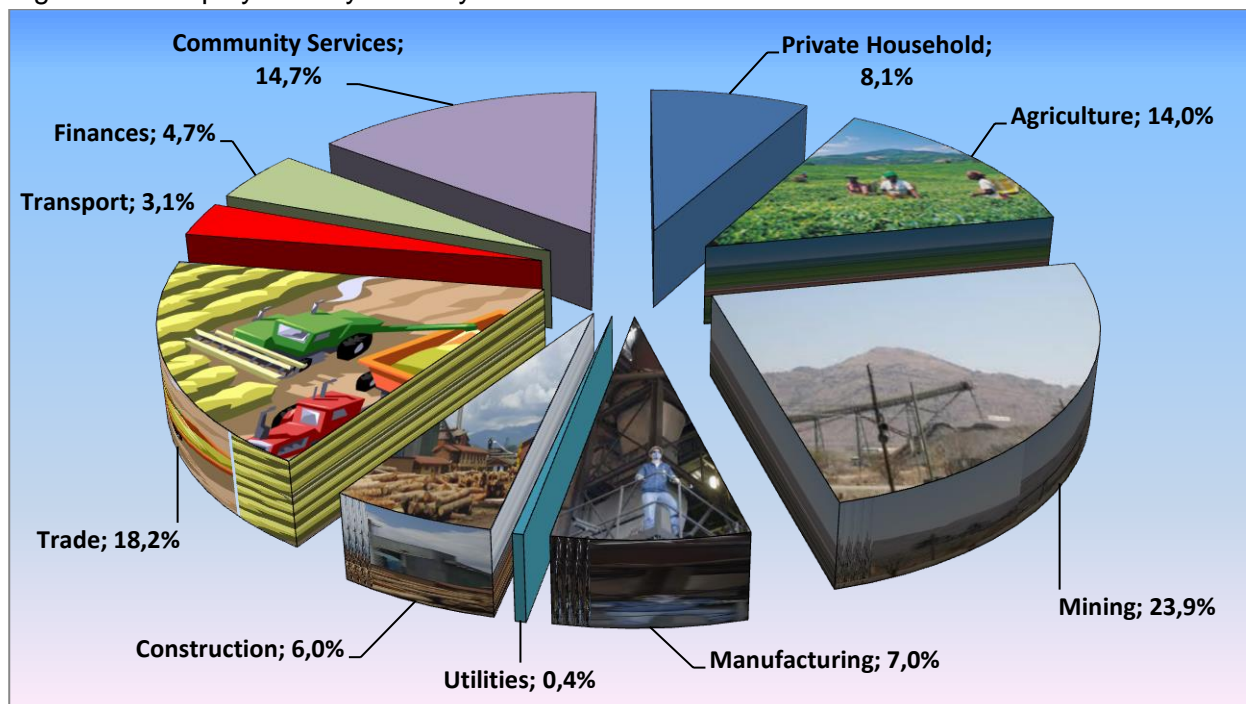 Community Services;
14,7%
Private Household;
8,1%
Agriculture; 14,0%
Finances; 4,7%
Transport; 3,1%
Trade; 18,2%
Mining; 23,9%
Construction; 6,0%
Manufacturing; 7,0%
Utilities; 0,4%